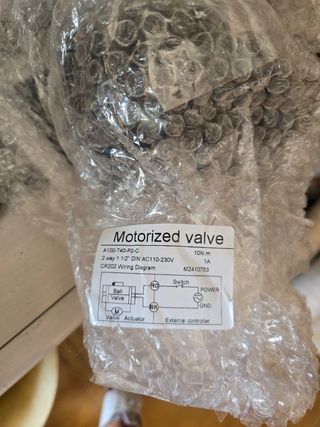 Motorized valve
A100-T40-P2-C 10N.m
2 way 1 1/2" DIN AC110-230V 1A
CR202 Wiring Diagram M2410753
Switch
RD
POWER
Ball
Valve
GND
M
BK
Valve Actuator External controller